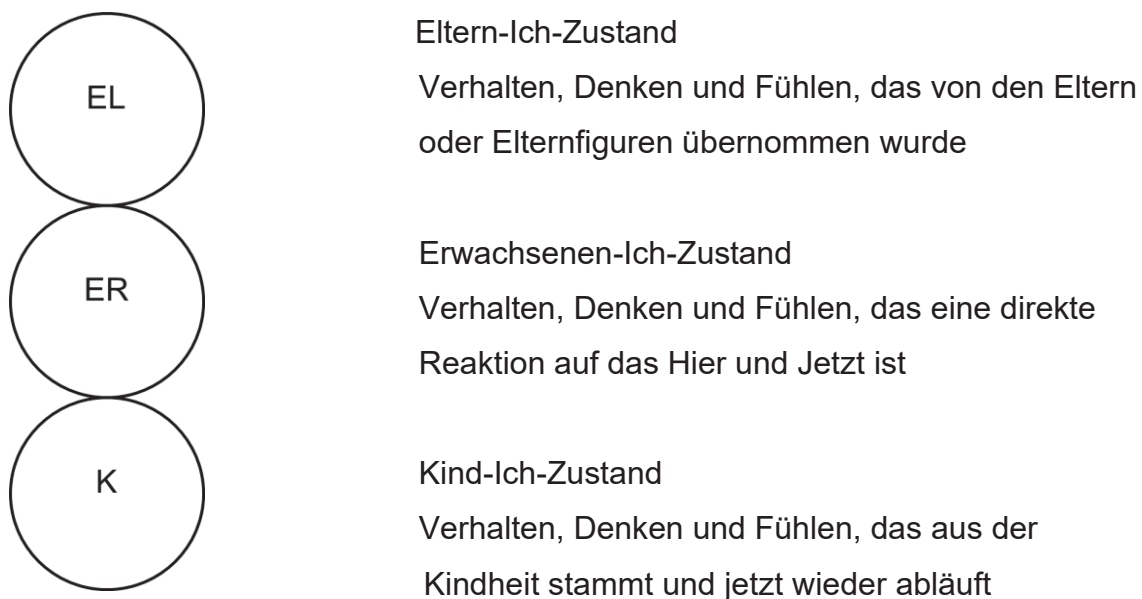 EL
Eltern-Ich-Zustand
Verhalten, Denken und Fühlen, das von den Eltern
oder Elternfiguren übernommen wurde
ER
Erwachsenen-Ich-Zustand
Verhalten, Denken und Fühlen, das eine direkte
Reaktion auf das Hier und Jetzt ist
K
Kind-Ich-Zustand
Verhalten, Denken und Fühlen, das aus der
Kindheit stammt und jetzt wieder abläuft